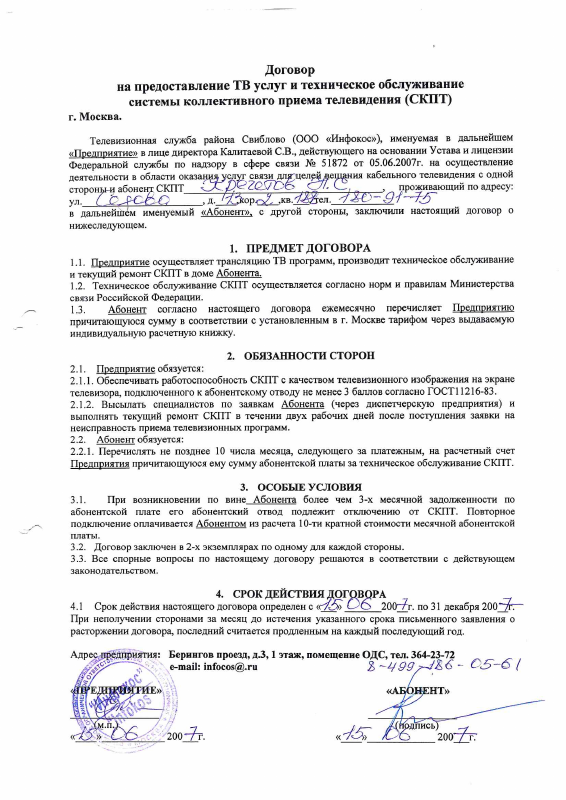 Договор
на предоставление ТВ услуг и техническое обслуживание
системы коллективного приема телевидения (СКПТ)
г. Москва.
Телевизионная служба района Свиблово (ООО «Инфокос»), именуемая в дальнейшем
«Предприятие» в лице директора Калитаевой С.В., действующего на основании Устава и лицензии
Федеральной службы по надзору в сфере связи № 51872 от 05.06.2007г. на осуществление
деятельности в области оказания услуг связи для целей вещания кабельного телевидения с одной
стороны и абонент СКПТ , проживающий по адресу:
ул. Серова , д. 13 кор. 2 ,кв. 188 тел. 180-91-75
в дальнейшем именуемый «Абонент», с другой стороны, заключили настоящий договор о
нижеследующем.
1. ПРЕДМЕТ ДОГОВОРА
1.1. Предприятие осуществляет трансляцию ТВ программ, производит техническое обслуживание
и текущий ремонт СКПТ в доме Абонента.
1.2. Техническое обслуживание СКПТ осуществляется согласно норм и правилам Министерства
связи Российской Федерации.
1.3. Абонент согласно настоящего договора ежемесячно перечисляет Предприятию
причитающуюся сумму в соответствии с установленным в г. Москве тарифом через выдаваемую
индивидуальную расчетную книжку.
2. ОБЯЗАННОСТИ СТОРОН
2.1. Предприятие обязуется:
2.1.1. Обеспечивать работоспособность СКПТ с качеством телевизионного изображения на экране
телевизора, подключенного к абонентскому отводу не менее 3 баллов согласно ГОСТ11216-83.
2.1.2. Высылать специалистов по заявкам Абонента (через диспетчерскую предприятия) и
выполнять текущий ремонт СКПТ в течении двух рабочих дней после поступления заявки на
неисправность приема телевизионных программ.
2.2. Абонент обязуется:
2.2.1. Перечислять не позднее 10 числа месяца, следующего за платежным, на расчетный счет
Предприятия причитающуюся ему сумму абонентской платы за техническое обслуживание СКПТ.
3. ОСОБЫЕ УСЛОВИЯ
3.1. При возникновении по вине Абонента более чем 3-х месячной задолженности по
абонентской плате его абонентский отвод подлежит отключению от СКПТ. Повторное
подключение оплачивается Абонентом из расчета 10-ти кратной стоимости месячной абонентской
платы.
3.2. Договор заключен в 2-х экземплярах по одному для каждой стороны.
3.3. Все спорные вопросы по настоящему договору решаются в соответствии с действующем
законодательством.
4. СРОК ДЕЙСТВИЯ ДОГОВОРА
4.1 Срок действия настоящего договора определен с «15» 06 2007г. по 31 декабря 2007г.
При неполучении сторонами за месяц до истечения указанного срока письменного заявления о
расторжении договора, последний считается продленным на каждый последующий год.
Адрес предприятия: Берингов проезд, д.3, 1 этаж, помещение ОДС, тел. 364-23-72
e-mail: infocos@.ru 8-499-186-05-61
«ПРЕДПРИЯТИЕ» «АБОНЕНТ»
"Инфокос"
Infokos
(м.п.) (подпись)
«15» 06 2007г. «15» 06 2007г.